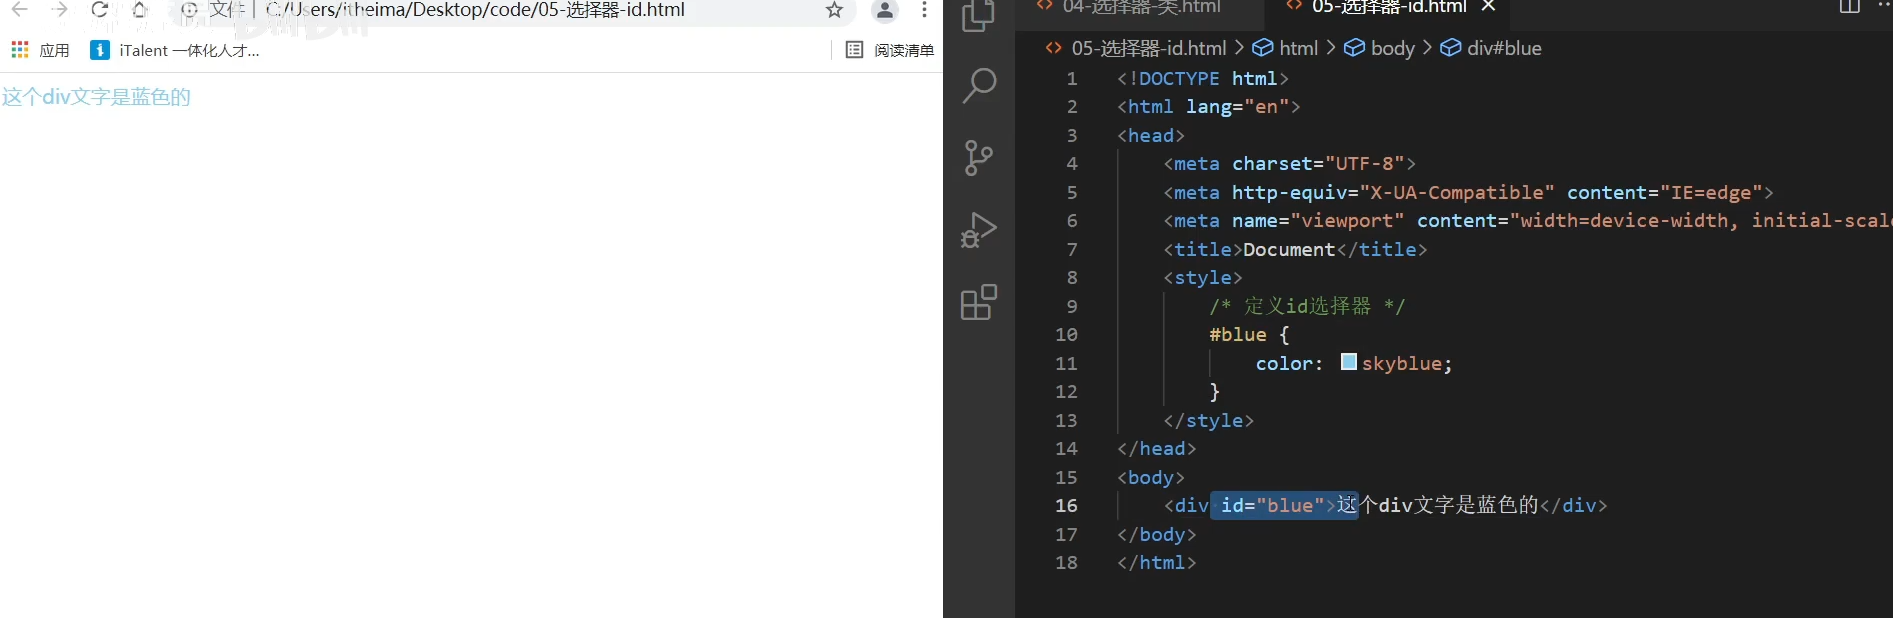 文件 | C:/Users/itheima/Desktop/code/05-选择器-id.html
应用 iTalent 一体化人才... 阅读清单
这个div文字是蓝色的
04-选择器-类.html 05-选择器-id.html
05-选择器-id.html > html > body > div#blue
1 <!DOCTYPE html>
2 <html lang="en">
3 <head>
4 <meta charset="UTF-8">
5 <meta http-equiv="X-UA-Compatible" content="IE=edge">
6 <meta name="viewport" content="width=device-width, initial-scale
7 <title>Document</title>
8 <style>
9 /* 定义id选择器 */
10 #blue {
11 color: skyblue;
12 }
13 </style>
14 </head>
15 <body>
16 <div id="blue">这个div文字是蓝色的</div>
17 </body>
18 </html>